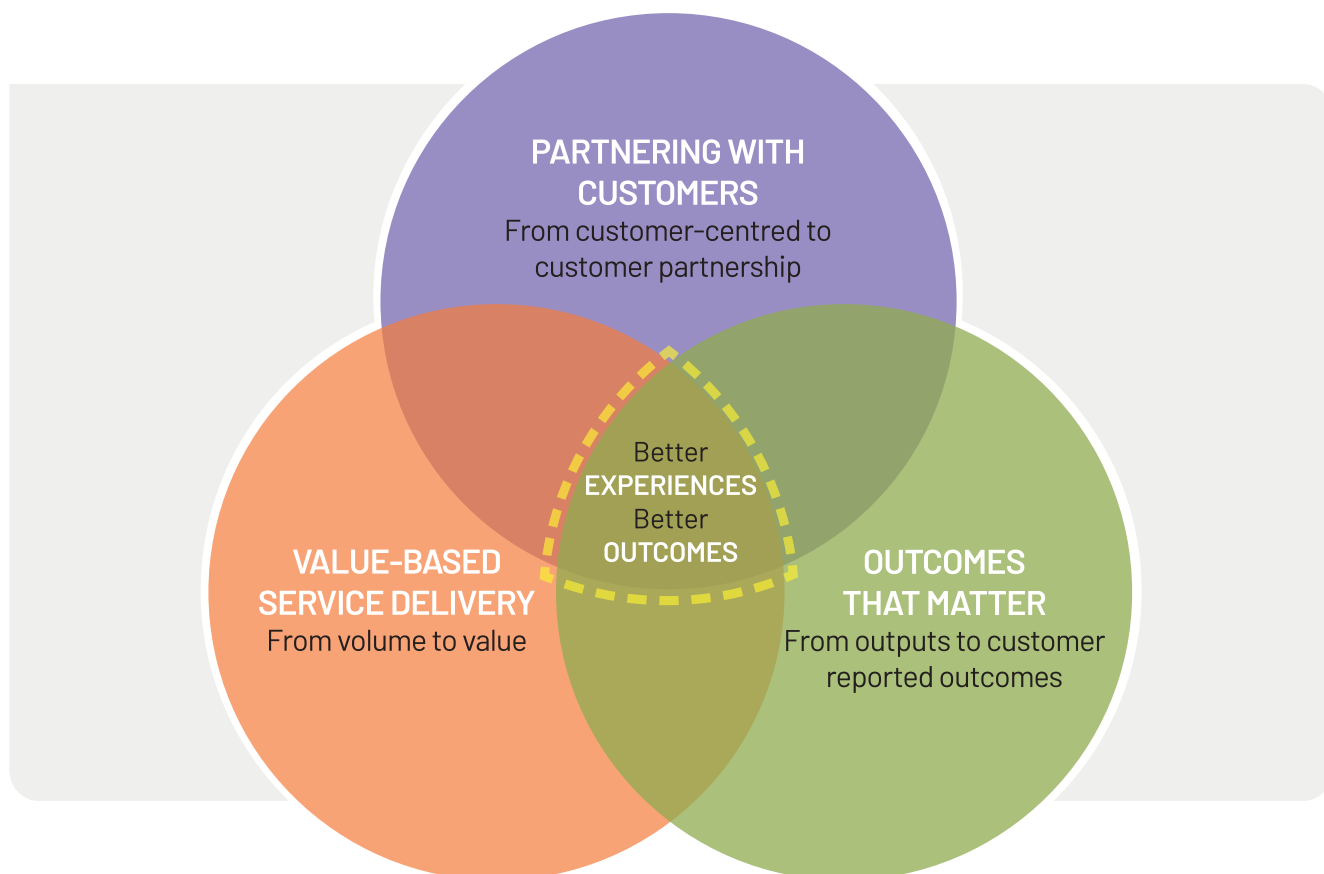 PARTNERING WITH
CUSTOMERS
From customer-centred to
customer partnership
Better
EXPERIENCES
Better
OUTCOMES
VALUE-BASED
SERVICE DELIVERY
From volume to value
OUTCOMES
THAT MATTER
From outputs to customer
reported outcomes